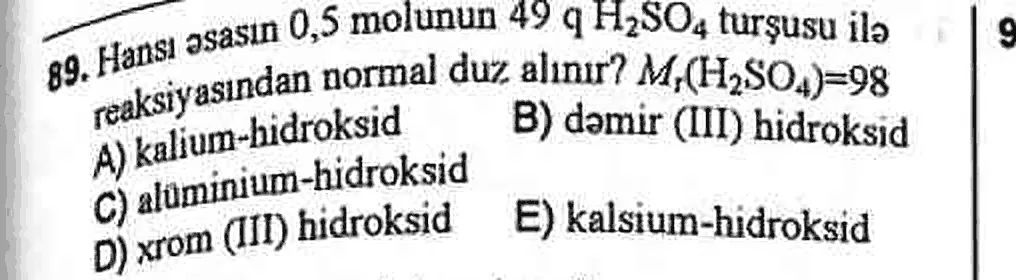 89. Hansı əsasın 0,5 molunun 49 q H₂SO₄ turşusu ilə
reaksiyasından normal duz alınır? Mᵣ(H₂SO₄)=98
A) kalium-hidroksid B) dəmir (III) hidroksid
C) alüminium-hidroksid
D) xrom (III) hidroksid E) kalsium-hidroksid
9